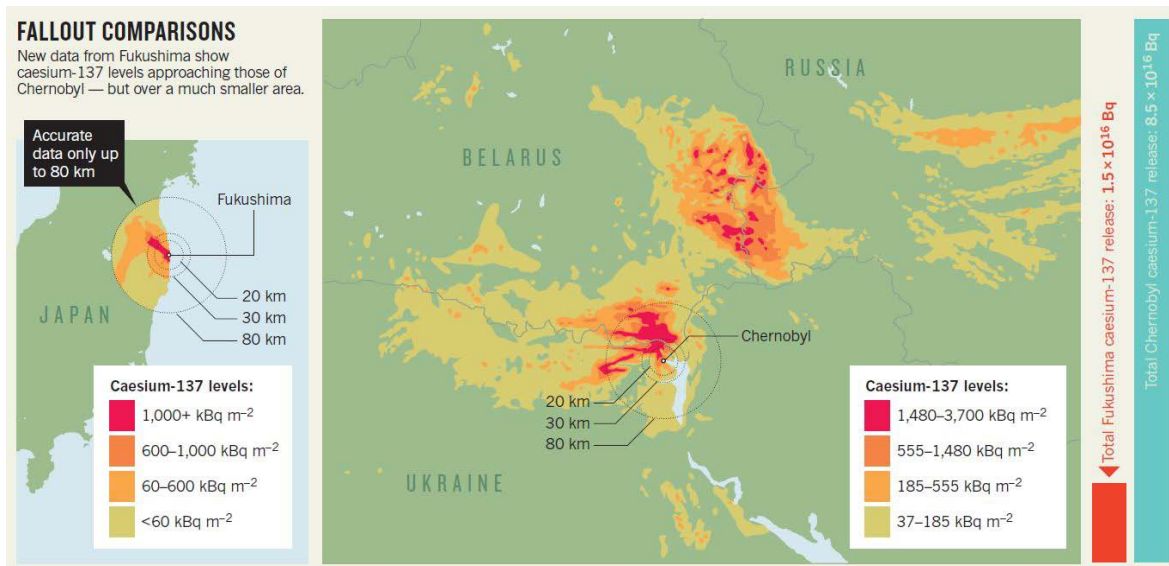 FALLOUT COMPARISONS
New data from Fukushima show
caesium-137 levels approaching those of
Chernobyl — but over a much smaller area.
Accurate
data only up
to 80 km
Fukushima
20 km
30 km
80 km
JAPAN
Caesium-137 levels:
1,000+ kBq m⁻²
600–1,000 kBq m⁻²
60–600 kBq m⁻²
<60 kBq m⁻²
RUSSIA
BELARUS
Chernobyl
20 km
30 km
80 km
UKRAINE
Caesium-137 levels:
1,480–3,700 kBq m⁻²
555–1,480 kBq m⁻²
185–555 kBq m⁻²
37–185 kBq m⁻²
Total Fukushima caesium-137 release: 1.5 × 10¹⁶ Bq
Total Chernobyl caesium-137 release: 8.5 × 10¹⁶ Bq